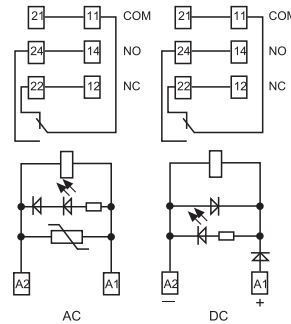 21 11 COM 21 11 COM
24 14 NO 24 14 NO
22 12 NC 22 12 NC
A2 A1 A2 A1
— +
AC DC